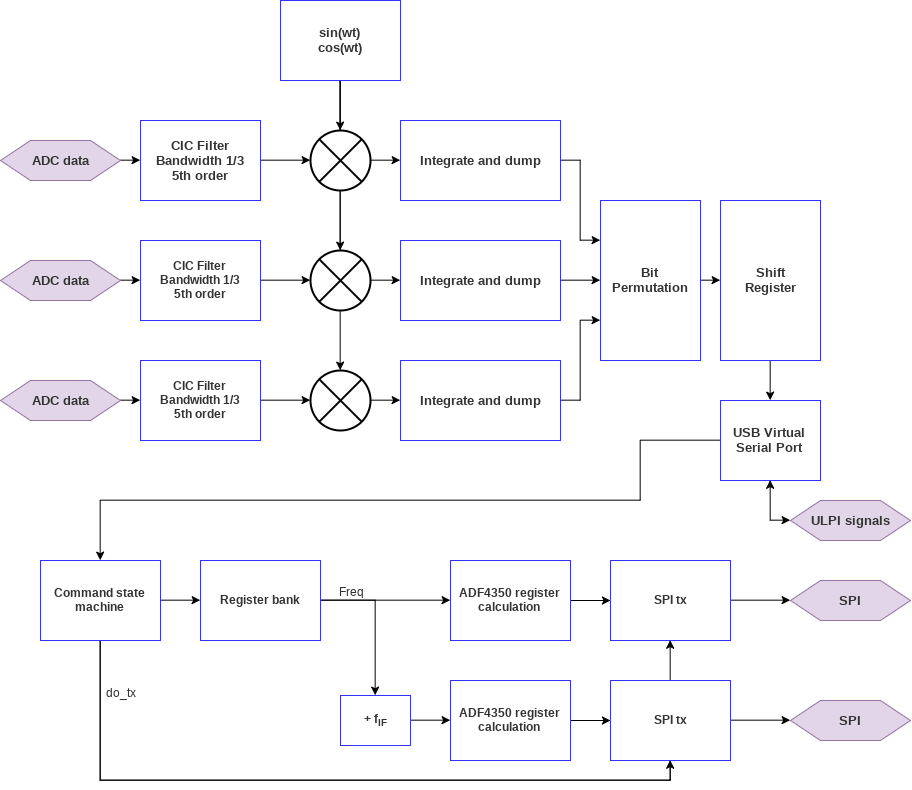 sin(wt)
cos(wt)
ADC data
CIC Filter
Bandwidth 1/3
5th order
Integrate and dump
ADC data
CIC Filter
Bandwidth 1/3
5th order
Integrate and dump
Bit
Permutation
Shift
Register
ADC data
CIC Filter
Bandwidth 1/3
5th order
Integrate and dump
USB Virtual
Serial Port
ULPI signals
Command state
machine
Register bank
Freq
ADF4350 register
calculation
SPI tx
SPI
do_tx
+ fIF
ADF4350 register
calculation
SPI tx
SPI